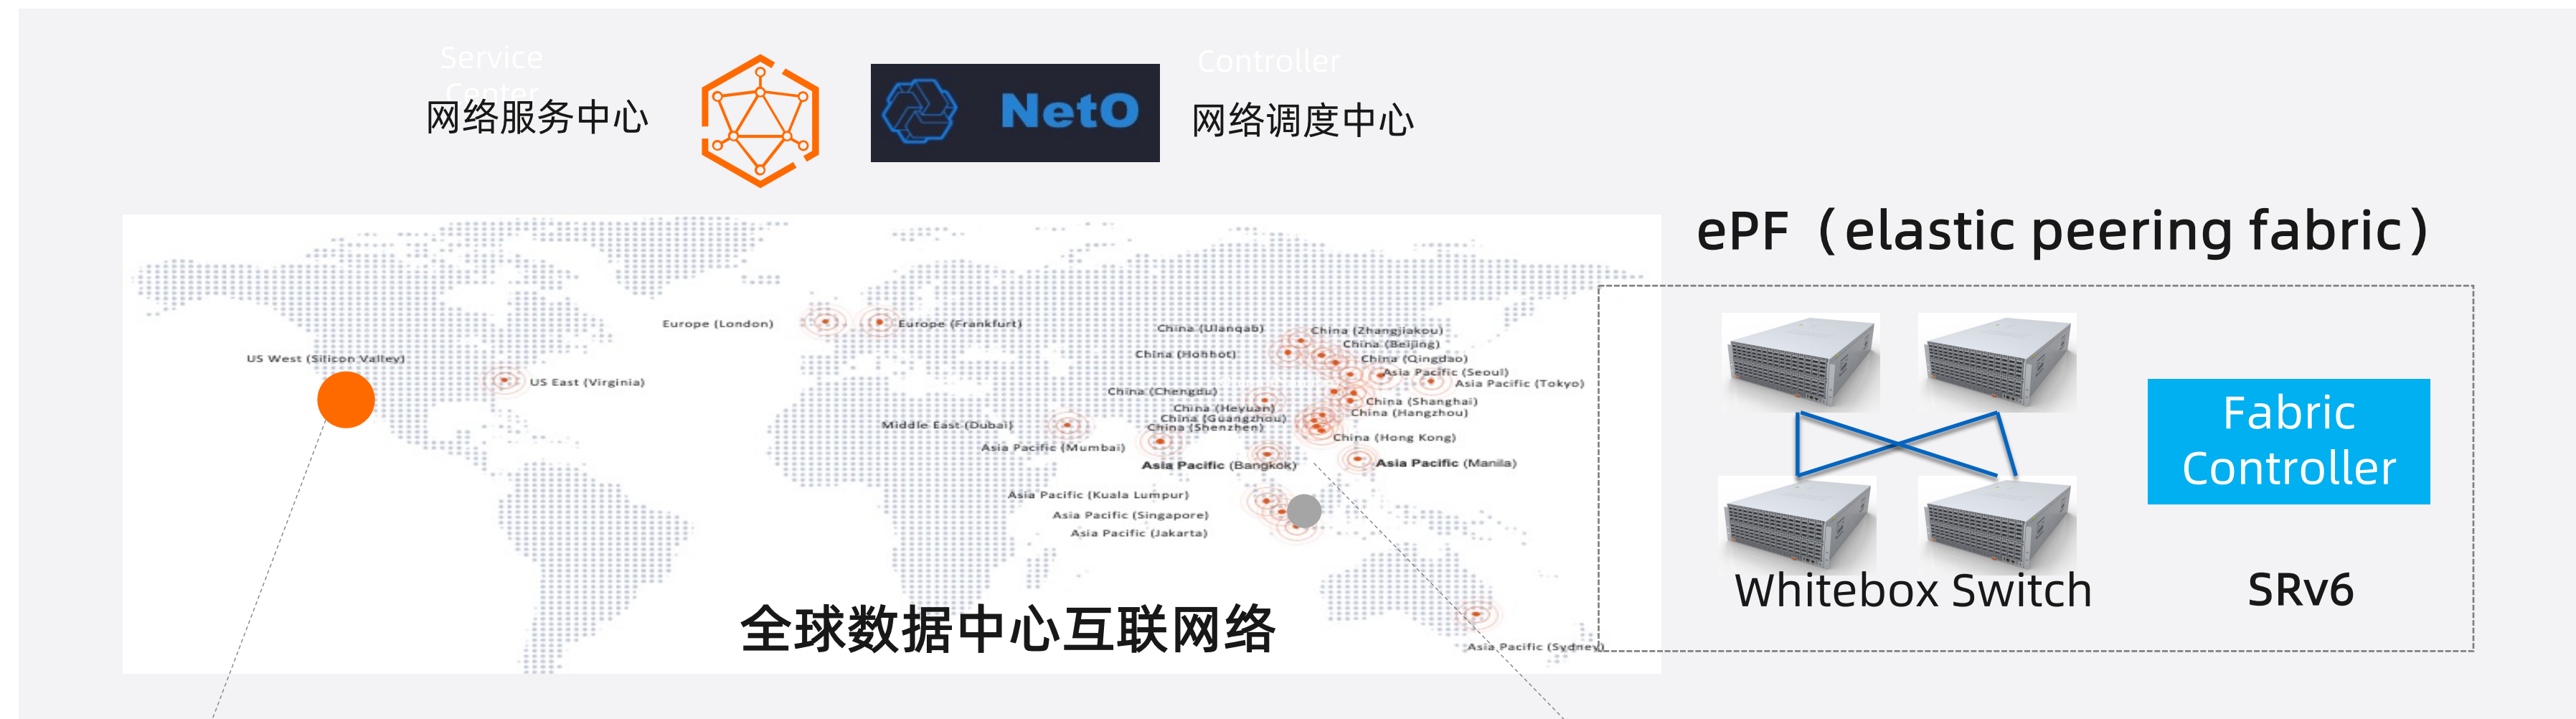 Service
Center
网络服务中心
NetO
Controller
网络调度中心
ePF（elastic peering fabric）
Europe (London)
Europe (Frankfurt)
US West (Silicon Valley)
US East (Virginia)
China (Ulanqab)
China (Zhangjiakou)
China (Beijing)
China (Hohhot)
China (Qingdao)
Asia Pacific (Seoul)
Asia Pacific (Tokyo)
China (Chengdu)
China (Shanghai)
China (Heyuan)
China (Hangzhou)
China (Guangzhou)
China (Shenzhen)
Middle East (Dubai)
China (Hong Kong)
Asia Pacific (Mumbai)
Asia Pacific (Bangkok)
Asia Pacific (Manila)
Asia Pacific (Kuala Lumpur)
Asia Pacific (Singapore)
Asia Pacific (Jakarta)
Asia Pacific (Sydney)
全球数据中心互联网络
Fabric
Controller
Whitebox Switch
SRv6